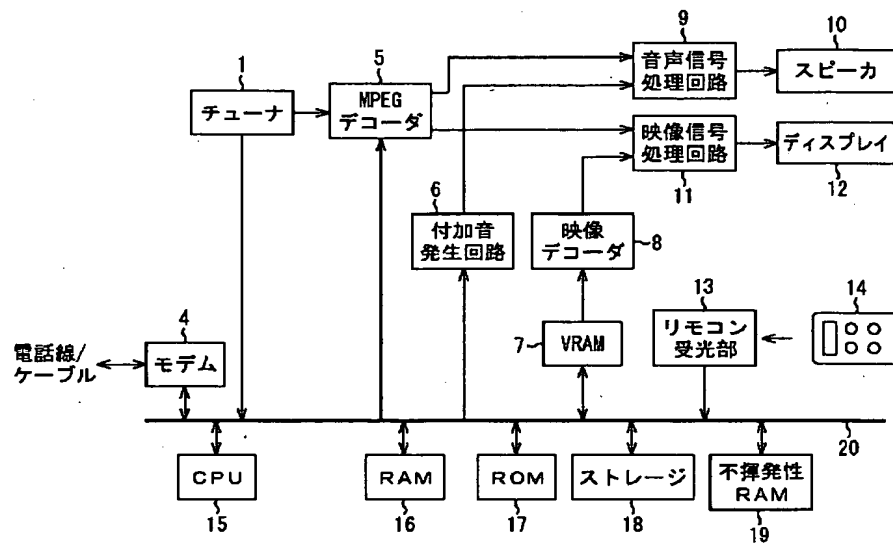 9
10
1
5
音声信号
処理回路
スピーカ
チューナ
MPEG
デコーダ
映像信号
処理回路
ディスプレイ
11
12
6
付加音
発生回路
映像
デコーダ
8
13
14
4
7
VRAM
リモコン
受光部
電話線/
ケーブル
モデム
20
CPU
RAM
ROM
ストレージ
不揮発性
RAM
15
16
17
18
19